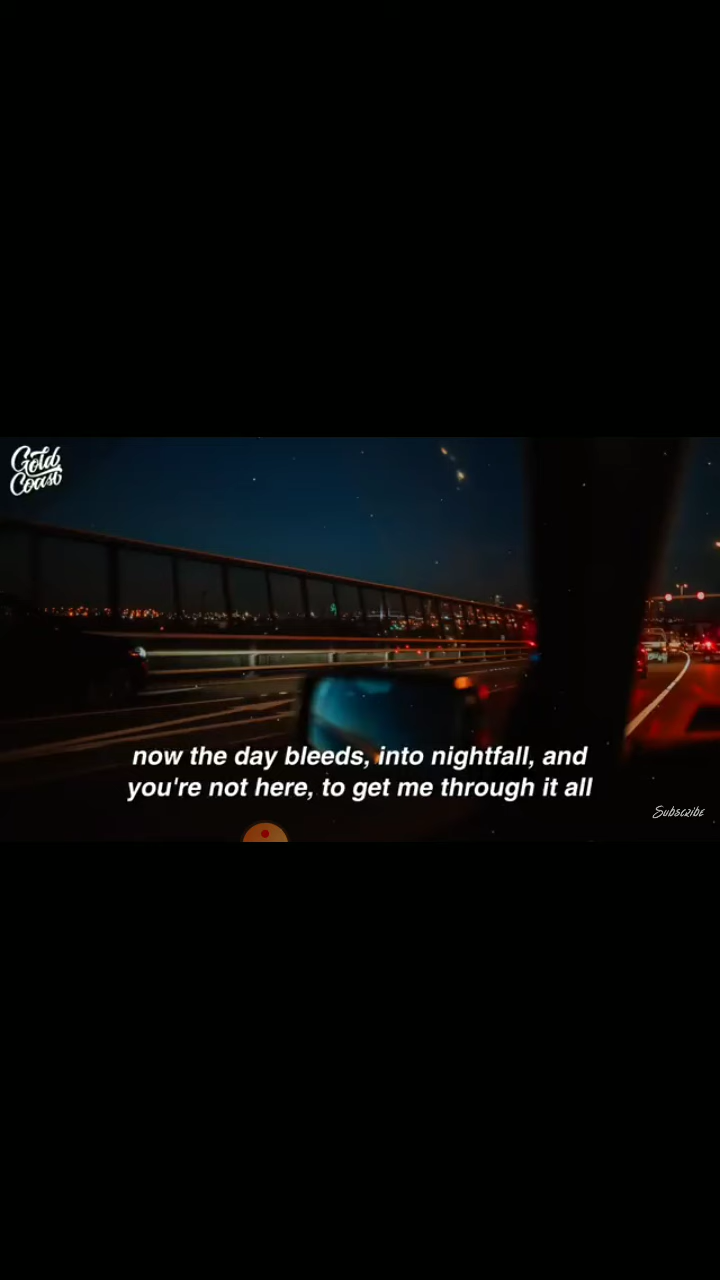 Gold
Coast
now the day bleeds, into nightfall, and
you're not here, to get me through it all
Subscribe